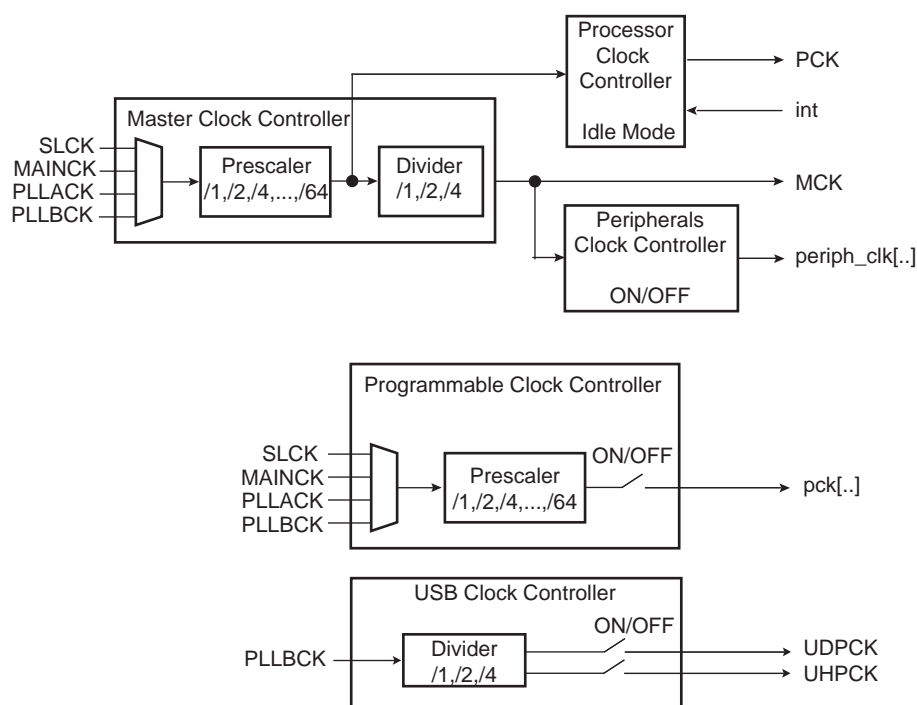 Processor
Clock
Controller
Idle Mode
PCK
int
Master Clock Controller
SLCK
MAINCK
PLLACK
PLLBCK
Prescaler
/1,/2,/4,...,/64
Divider
/1,/2,/4
MCK
Peripherals
Clock Controller
ON/OFF
periph_clk[..]
Programmable Clock Controller
SLCK
MAINCK
PLLACK
PLLBCK
Prescaler
/1,/2,/4,...,/64
ON/OFF
pck[..]
USB Clock Controller
ON/OFF
PLLBCK
Divider
/1,/2,/4
UDPCK
UHPCK